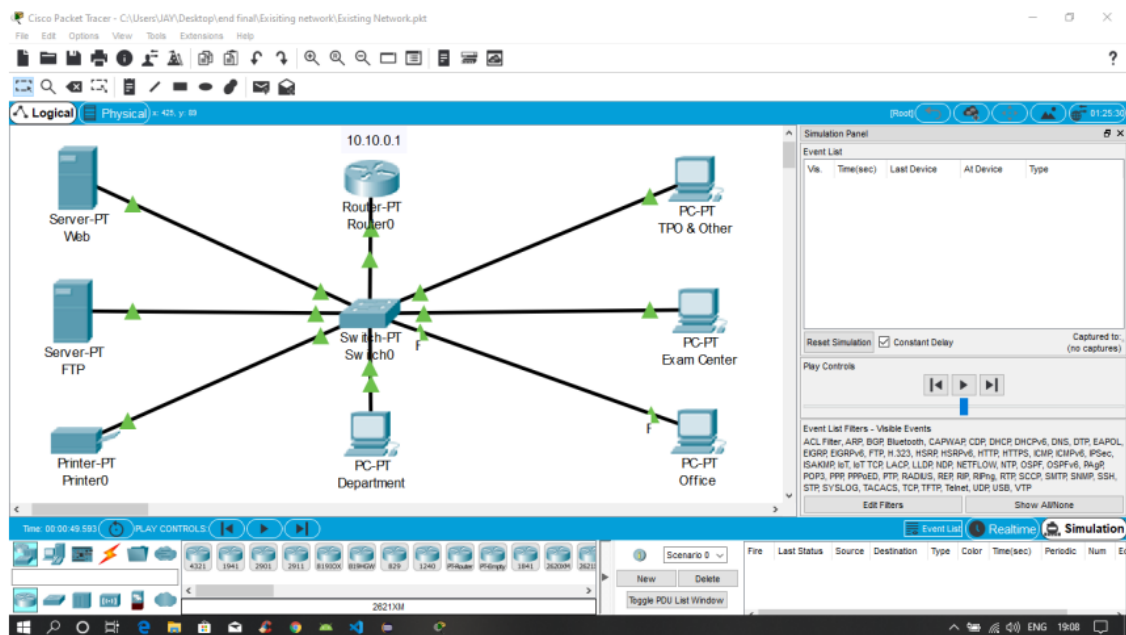 Cisco Packet Tracer - C:\Users\JAY\Desktop\end final\Exisiting network\Existing Network.pkt
File Edit Options View Tools Extensions Help
?
Logical Physical x: 425, y: 89 [Root] 01:25:30
10.10.0.1
Server-PT
Web
Router-PT
Router0
PC-PT
TPO & Other
Server-PT
FTP
Switch-PT
Switch0
F
PC-PT
Exam Center
Printer-PT
Printer0
PC-PT
Department
F
PC-PT
Office
Simulation Panel
Event List
Vis. Time(sec) Last Device At Device Type
Reset Simulation Constant Delay
Captured to:
(no captures)
Play Controls
Event List Filters - Visible Events
ACL Filter, ARP, BGP, Bluetooth, CAPWAP, CDP, DHCP, DHCPv6, DNS, DTP, EAPOL,
EIGRP, EIGRPv6, FTP, H.323, HSRP, HSRPv6, HTTP, HTTPS, ICMP, ICMPv6, IPSec,
ISAKMP, IoT, IoT TCP, LACP, LLDP, NDP, NETFLOW, NTP, OSPF, OSPFv6, PAgP,
POP3, PPP, PPPoED, PTP, RADIUS, REP, RIP, RIPng, RTP, SCCP, SMTP, SNMP, SSH,
STP, SYSLOG, TACACS, TCP, TFTP, Telnet, UDP, USB, VTP
Edit Filters Show All/None
Time: 00:00:49.593 PLAY CONTROLS: Event List Realtime Simulation
4321 1941 2901 2911 819IOX 819HGW 829 1240 PT-Router PT-Empty 1841 2620XM 2621
2621XM
Scenario 0
New Delete
Toggle PDU List Window
Fire Last Status Source Destination Type Color Time(sec) Periodic Num
ENG 19:08